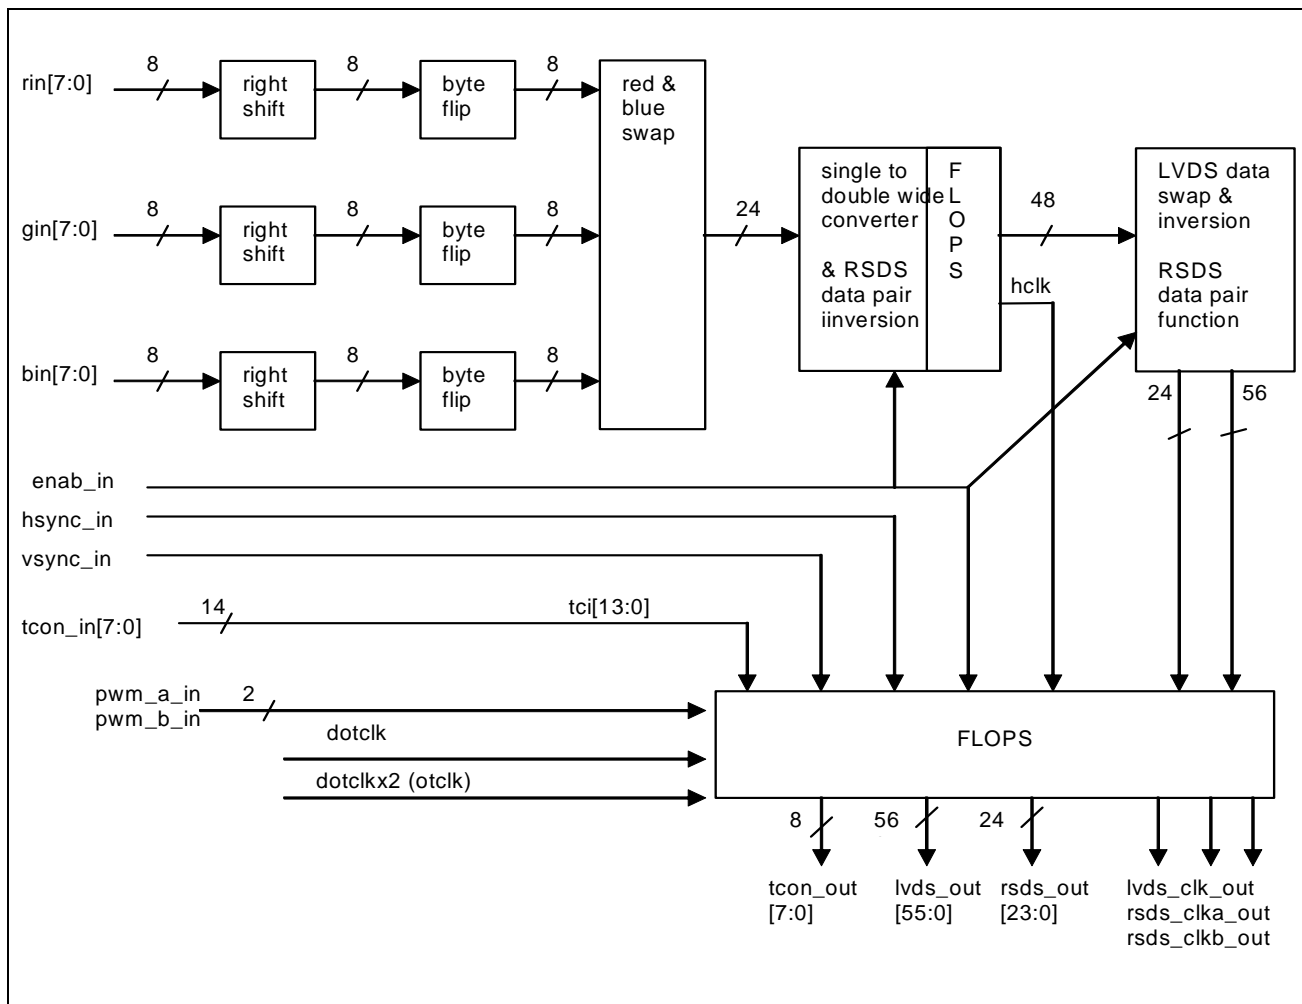 8
8
8
rin[7:0]
right
shift
byte
flip
red &
blue
swap
single to
double wide
converter
& RSDS
data pair
iinversion
F
L
O
P
S
LVDS data
swap &
inversion
RSDS
data pair
function
8
8
8
gin[7:0]
right
shift
byte
flip
24
48
hclk
8
8
8
bin[7:0]
right
shift
byte
flip
24
56
enab_in
hsync_in
vsync_in
14
tci[13:0]
tcon_in[7:0]
pwm_a_in
pwm_b_in
2
dotclk
dotclkx2 (otclk)
FLOPS
8
56
24
tcon_out
[7:0]
lvds_out
[55:0]
rsds_out
[23:0]
lvds_clk_out
rsds_clka_out
rsds_clkb_out